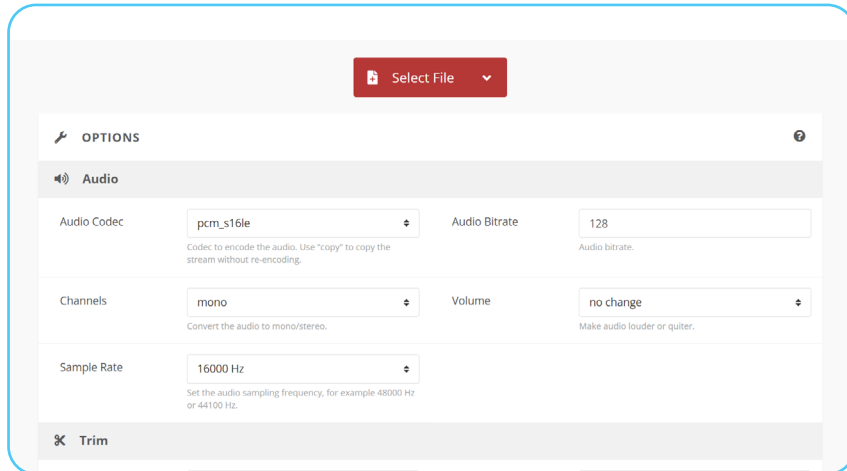 Select File
OPTIONS
Audio
Audio Codec
pcm_s16le
Codec to encode the audio. Use "copy" to copy the
stream without re-encoding.
Audio Bitrate
128
Audio bitrate.
Channels
mono
Convert the audio to mono/stereo.
Volume
no change
Make audio louder or quiter.
Sample Rate
16000 Hz
Set the audio sampling frequency, for example 48000 Hz
or 44100 Hz.
Trim